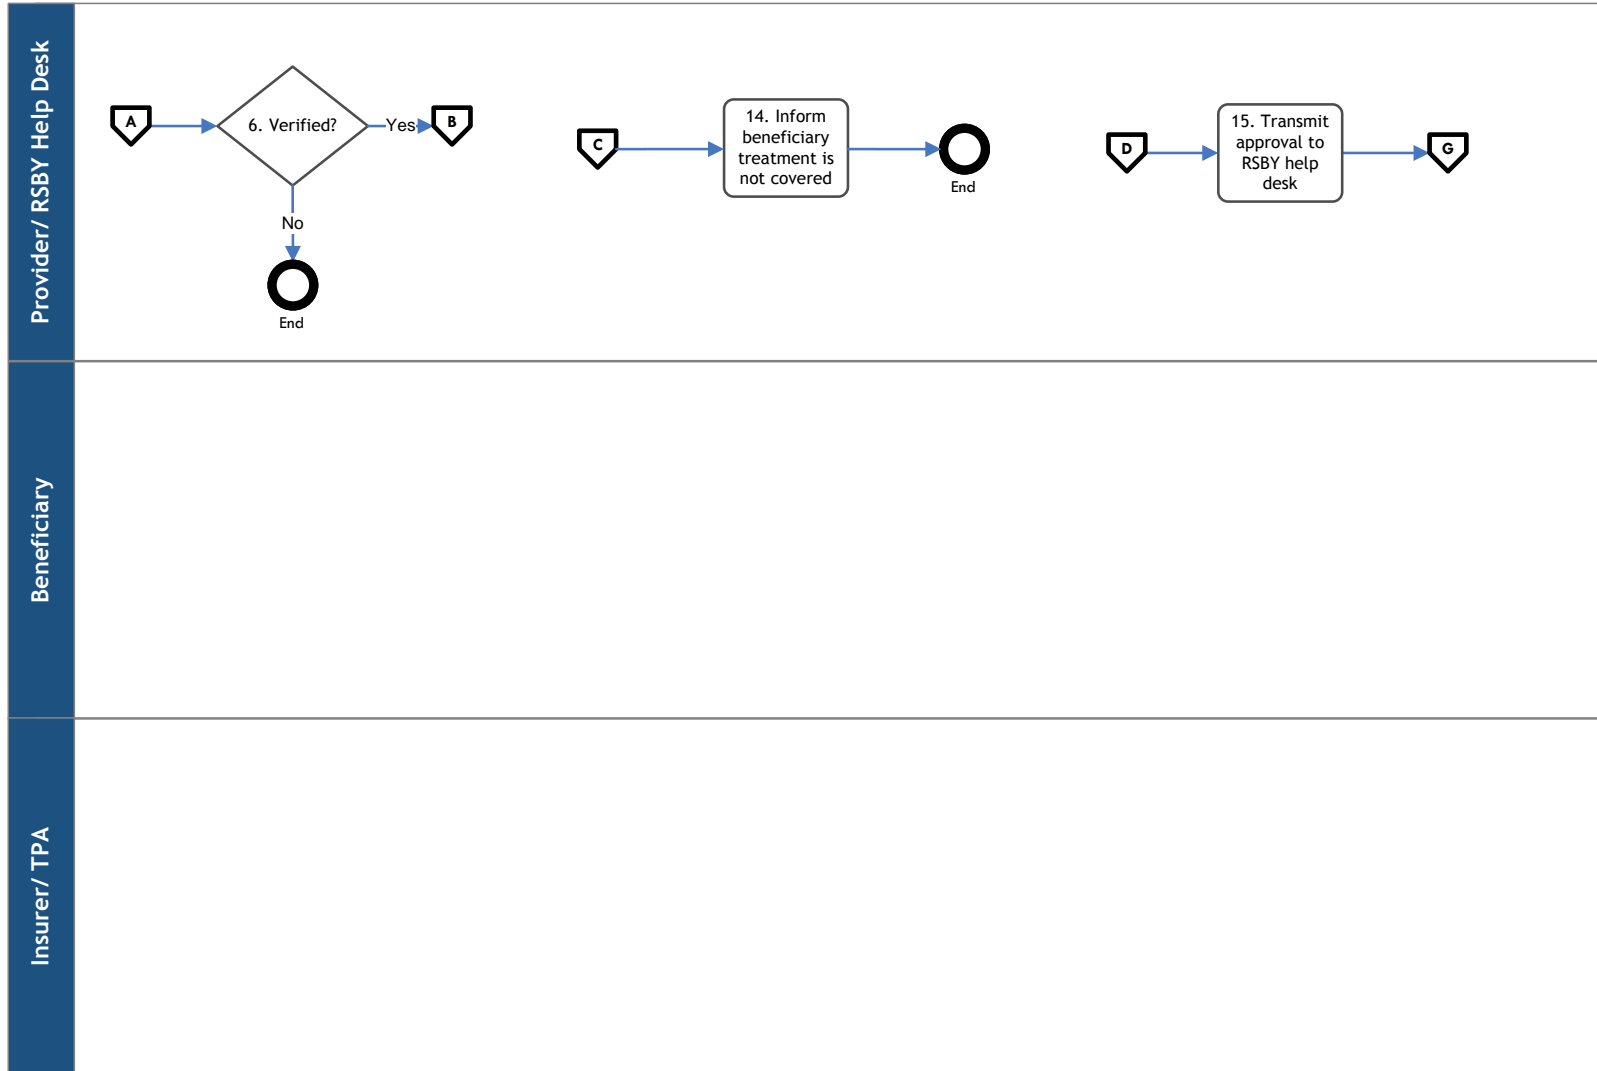 Provider/ RSBY Help Desk
A
6. Verified?
Yes
B
No
End
C
14. Inform
beneficiary
treatment is
not covered
End
D
15. Transmit
approval to
RSBY help
desk
G
Beneficiary
Insurer/ TPA